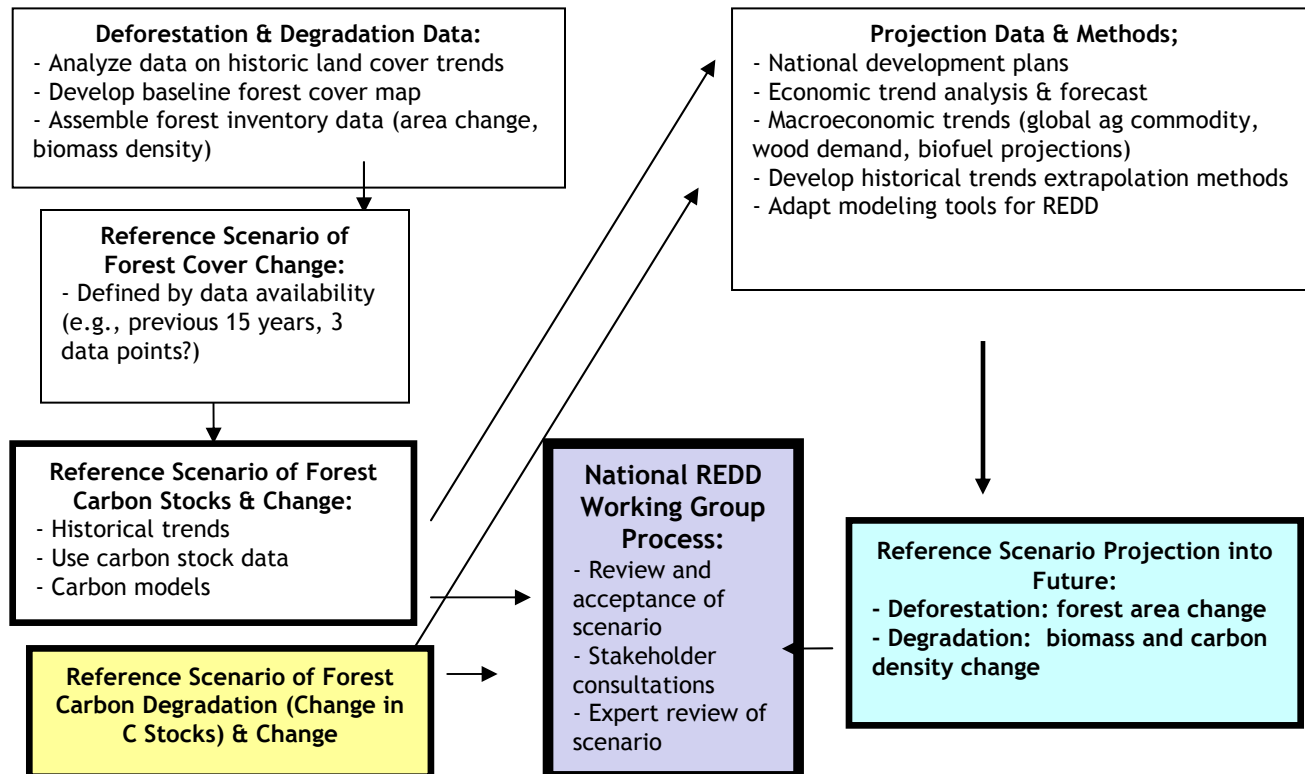 Deforestation & Degradation Data:
- Analyze data on historic land cover trends
- Develop baseline forest cover map
- Assemble forest inventory data (area change,
biomass density)
Projection Data & Methods;
- National development plans
- Economic trend analysis & forecast
- Macroeconomic trends (global ag commodity,
wood demand, biofuel projections)
- Develop historical trends extrapolation methods
- Adapt modeling tools for REDD
Reference Scenario of
Forest Cover Change:
- Defined by data availability
(e.g., previous 15 years, 3
data points?)
Reference Scenario of Forest
Carbon Stocks & Change:
- Historical trends
- Use carbon stock data
- Carbon models
National REDD
Working Group
Process:
- Review and
acceptance of
scenario
- Stakeholder
consultations
- Expert review of
scenario
Reference Scenario Projection into
Future:
- Deforestation: forest area change
- Degradation:  biomass and carbon
density change
Reference Scenario of Forest
Carbon Degradation (Change in
C Stocks) & Change